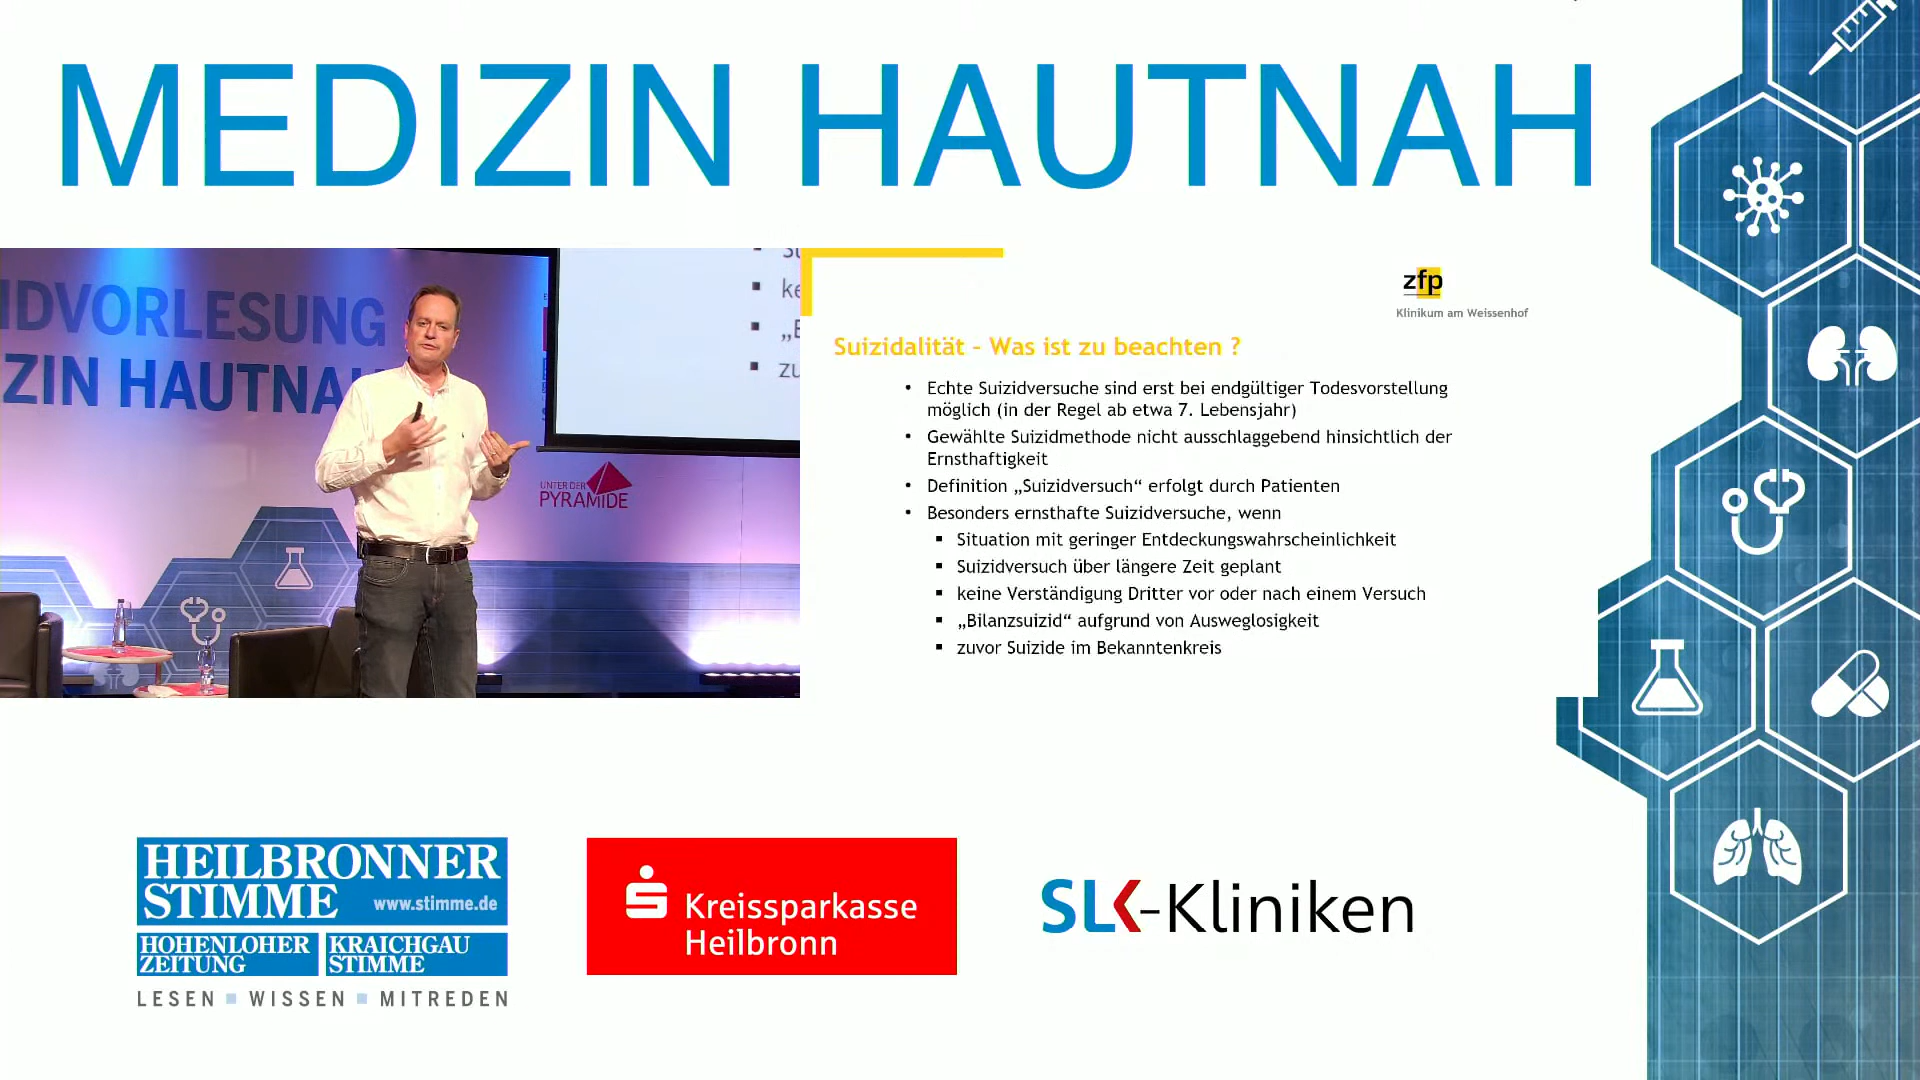 MEDIZIN HAUTNAH
IDVORLESUNG
ZIN HAUTNAH
UNTER DER
PYRAMIDE
zfp
Klinikum am Weissenhof
Suizidalität - Was ist zu beachten ?
• Echte Suizidversuche sind erst bei endgültiger Todesvorstellung
möglich (in der Regel ab etwa 7. Lebensjahr)
• Gewählte Suizidmethode nicht ausschlaggebend hinsichtlich der
Ernsthaftigkeit
• Definition „Suizidversuch“ erfolgt durch Patienten
• Besonders ernsthafte Suizidversuche, wenn
▪ Situation mit geringer Entdeckungswahrscheinlichkeit
▪ Suizidversuch über längere Zeit geplant
▪ keine Verständigung Dritter vor oder nach einem Versuch
▪ „Bilanzsuizid“ aufgrund von Ausweglosigkeit
▪ zuvor Suizide im Bekanntenkreis
HEILBRONNER
STIMME www.stimme.de
HOHENLOHER
ZEITUNG
KRAICHGAU
STIMME
LESEN ▪ WISSEN ▪ MITREDEN
Kreissparkasse
Heilbronn
SLK-Kliniken